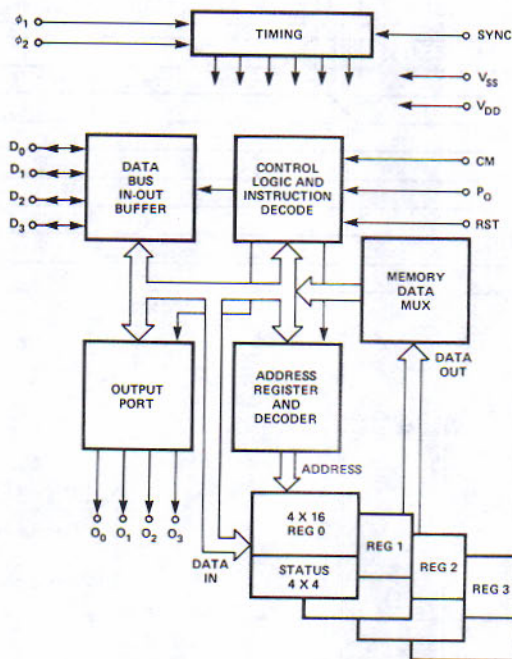 ϕ1
ϕ2
TIMING
SYNC
VSS
VDD
D0
D1
D2
D3
DATA
BUS
IN-OUT
BUFFER
CONTROL
LOGIC AND
INSTRUCTION
DECODE
CM
P0
RST
MEMORY
DATA
MUX
OUTPUT
PORT
ADDRESS
REGISTER
AND
DECODER
DATA
OUT
ADDRESS
O0
O1
O2
O3
DATA
IN
4 X 16
REG 0
STATUS
4 X 4
REG 1
REG 2
REG 3